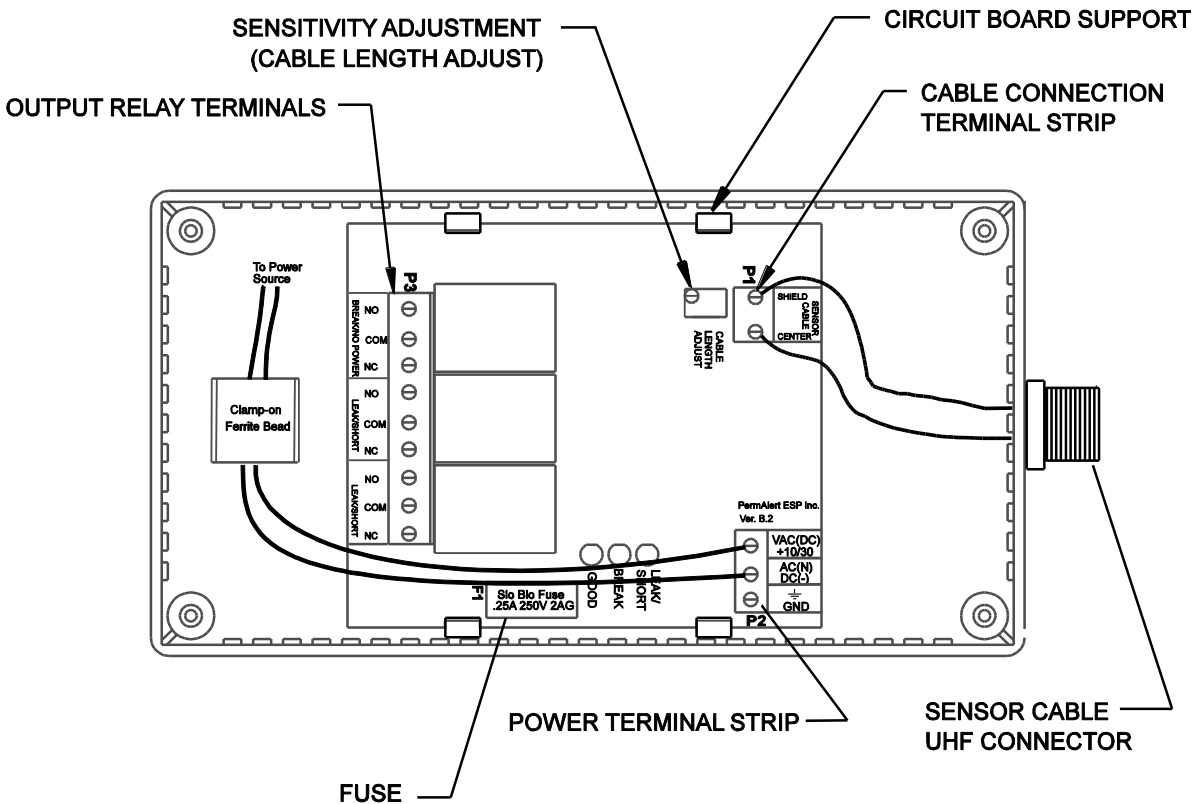 SENSITIVITY ADJUSTMENT
(CABLE LENGTH ADJUST)
CIRCUIT BOARD SUPPORT
OUTPUT RELAY TERMINALS
CABLE CONNECTION
TERMINAL STRIP
To Power
Source
Clamp-on
Ferrite Bead
P3
BREAK/NO POWER
NO
COM
NC
LEAK/SHORT
NO
COM
NC
LEAK/SHORT
NO
COM
NC
CABLE
LENGTH
ADJUST
P1
SHIELD
SENSOR
CABLE
CENTER
PermAlert ESP Inc.
Ver. B.2
VAC(DC)
+10/30
AC(N)
DC(-)
GND
P2
GOOD
BREAK
LEAK/
SHORT
F1
Slo Blo Fuse
.25A 250V 2AG
POWER TERMINAL STRIP
SENSOR CABLE
UHF CONNECTOR
FUSE